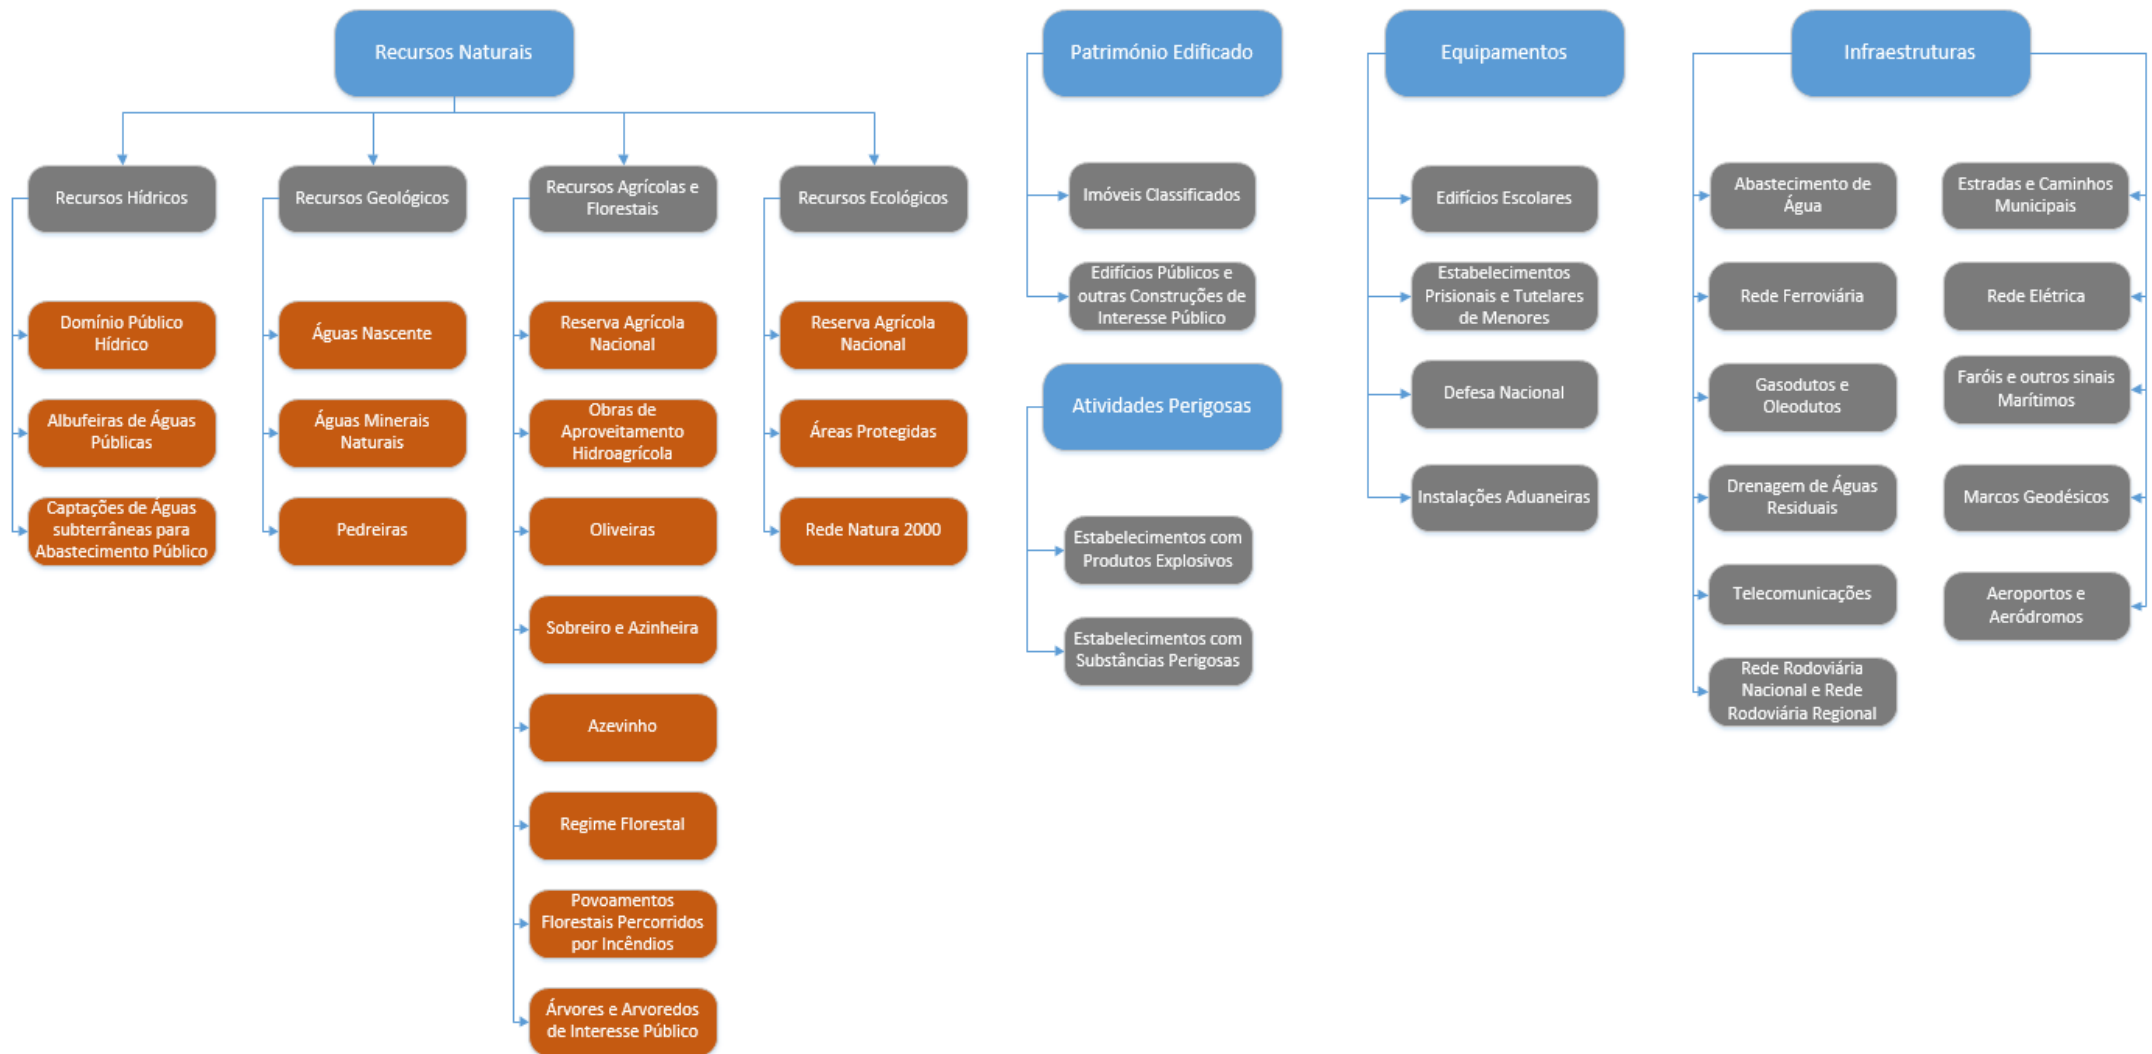 Recursos Naturais
Recursos Hídricos
Domínio Público
Hídrico
Albufeiras de Águas
Públicas
Captações de Águas
subterrâneas para
Abastecimento Público
Recursos Geológicos
Águas Nascente
Águas Minerais
Naturais
Pedreiras
Recursos Agrícolas e
Florestais
Reserva Agrícola
Nacional
Obras de
Aproveitamento
Hidroagrícola
Oliveiras
Sobreiro e Azinheira
Azevinho
Regime Florestal
Povoamentos
Florestais Percorridos
por Incêndios
Árvores e Arvoredos
de Interesse Público
Recursos Ecológicos
Reserva Agrícola
Nacional
Áreas Protegidas
Rede Natura 2000
Património Edificado
Imóveis Classificados
Edifícios Públicos e
outras Construções de
Interesse Público
Atividades Perigosas
Estabelecimentos com
Produtos Explosivos
Estabelecimentos com
Substâncias Perigosas
Equipamentos
Edifícios Escolares
Estabelecimentos
Prisionais e Tutelares
de Menores
Defesa Nacional
Instalações Aduaneiras
Infraestruturas
Abastecimento de
Água
Rede Ferroviária
Gasodutos e
Oleodutos
Drenagem de Águas
Residuais
Telecomunicações
Rede Rodoviária
Nacional e Rede
Rodoviária Regional
Estradas e Caminhos
Municipais
Rede Elétrica
Faróis e outros sinais
Marítimos
Marcos Geodésicos
Aeroportos e
Aeródromos